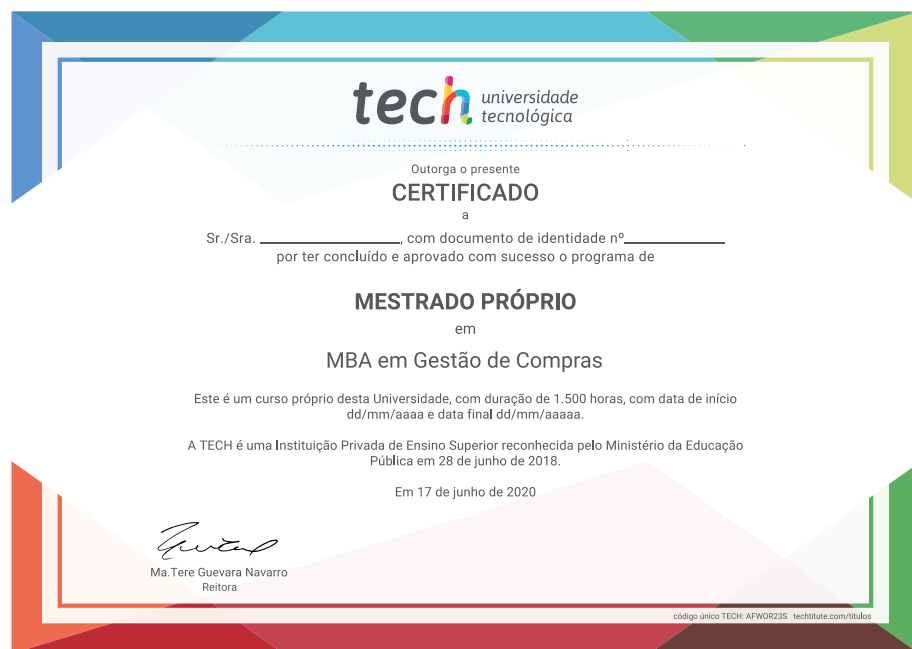 tech universidade
tecnológica
Outorga o presente
CERTIFICADO
a
Sr./Sra. ____________________, com documento de identidade nº______________
por ter concluído e aprovado com sucesso o programa de
MESTRADO PRÓPRIO
em
MBA em Gestão de Compras
Este é um curso próprio desta Universidade, com duração de 1.500 horas, com data de início
dd/mm/aaaa e data final dd/mm/aaaaa.
A TECH é uma Instituição Privada de Ensino Superior reconhecida pelo Ministério da Educação
Pública em 28 de junho de 2018.
Em 17 de junho de 2020
Ma.Tere Guevara Navarro
Reitora
código único TECH: AFWOR23S techtitute.com/titulos